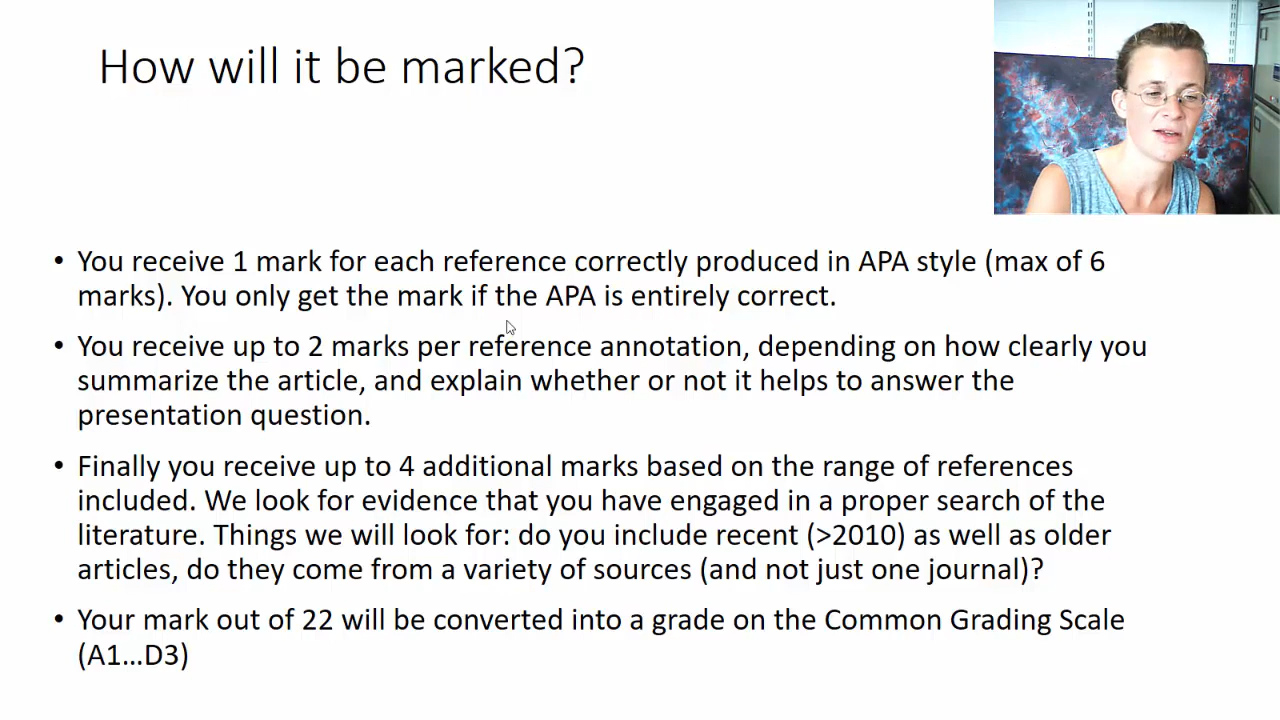 How will it be marked?
• You receive 1 mark for each reference correctly produced in APA style (max of 6
marks). You only get the mark if the APA is entirely correct.
• You receive up to 2 marks per reference annotation, depending on how clearly you
summarize the article, and explain whether or not it helps to answer the
presentation question.
• Finally you receive up to 4 additional marks based on the range of references
included. We look for evidence that you have engaged in a proper search of the
literature. Things we will look for: do you include recent (>2010) as well as older
articles, do they come from a variety of sources (and not just one journal)?
• Your mark out of 22 will be converted into a grade on the Common Grading Scale
(A1…D3)